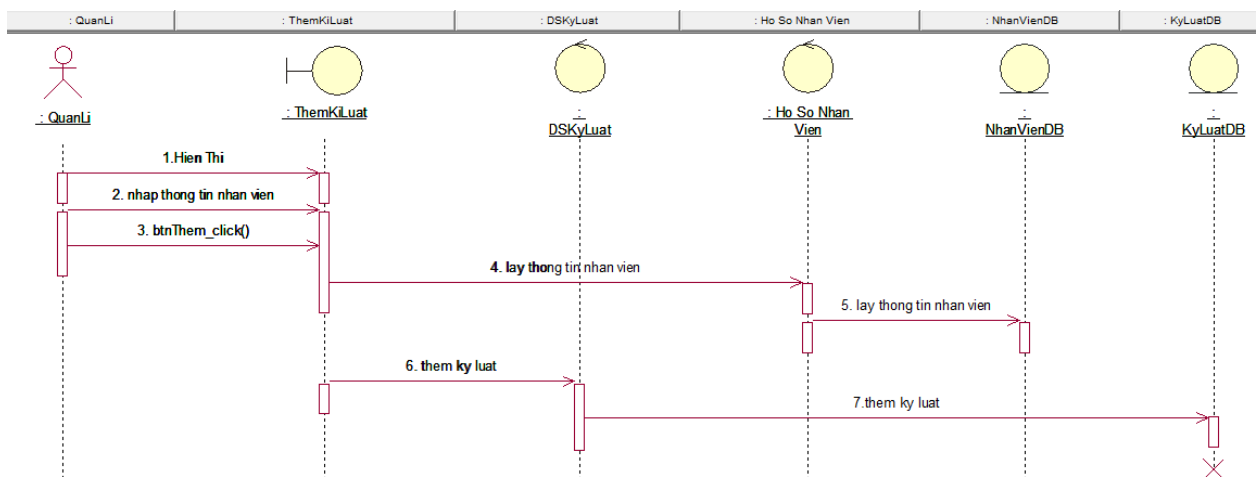 : QuanLi
: ThemKiLuat
: DSKyLuat
: Ho So Nhan Vien
: NhanVienDB
: KyLuatDB
: QuanLi
: ThemKiLuat
:
DSKyLuat
: Ho So Nhan
Vien
:
NhanVienDB
:
KyLuatDB
1.Hien Thi
2. nhap thong tin nhan vien
3. btnThem_click()
4. lay thong tin nhan vien
5. lay thong tin nhan vien
6. them ky luat
7.them ky luat